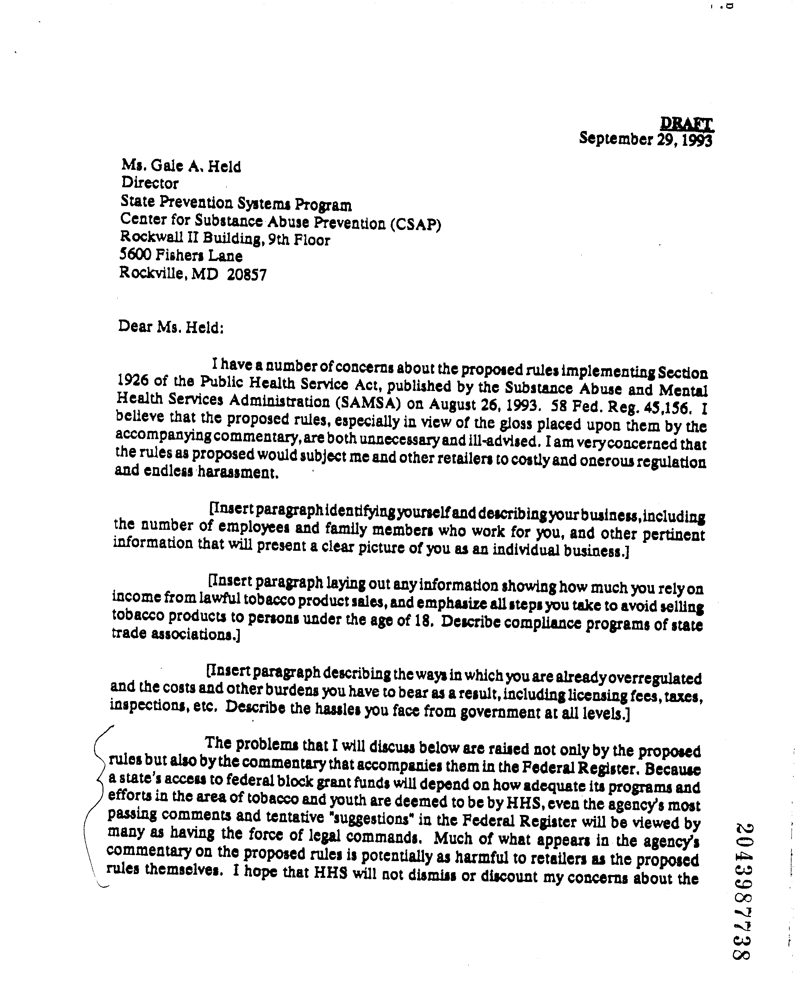 DRAFT
September 29, 1993
Ms. Gale A. Held
Director
State Prevention Systems Program
Center for Substance Abuse Prevention (CSAP)
Rockwall II Building, 9th Floor
5600 Fishers Lane
Rockville, MD 20857
Dear Ms. Held:
I have a number of concerns about the proposed rules implementing Section
1926 of the Public Health Service Act, published by the Substance Abuse and Mental
Health Services Administration (SAMSA) on August 26, 1993. 58 Fed. Reg. 45,156. I
believe that the proposed rules, especially in view of the gloss placed upon them by the
accompanying commentary, are both unnecessary and ill-advised. I am very concerned that
the rules as proposed would subject me and other retailers to costly and onerous regulation
and endless harassment.
[Insert paragraph identifying yourself and describing your business, including
the number of employees and family members who work for you, and other pertinent
information that will present a clear picture of you as an individual business.]
[Insert paragraph laying out any information showing how much you rely on
income from lawful tobacco product sales, and emphasize all steps you take to avoid selling
tobacco products to persons under the age of 18. Describe compliance programs of state
trade associations.]
[Insert paragraph describing the ways in which you are already overregulated
and the costs and other burdens you have to bear as a result, including licensing fees, taxes,
inspections, etc. Describe the hassles you face from government at all levels.]
The problems that I will discuss below are raised not only by the proposed
rules but also by the commentary that accompanies them in the Federal Register. Because
a state's access to federal block grant funds will depend on how adequate its programs and
efforts in the area of tobacco and youth are deemed to be by HHS, even the agency's most
passing comments and tentative "suggestions" in the Federal Register will be viewed by
many as having the force of legal commands. Much of what appears in the agency's
commentary on the proposed rules is potentially as harmful to retailers as the proposed
rules themselves. I hope that HHS will not dismiss or discount my concerns about the
2043987738